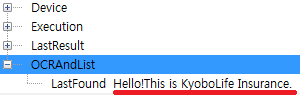 Device
Execution
LastResult
OCRAndList
LastFound Hello!This is KyoboLife Insurance.